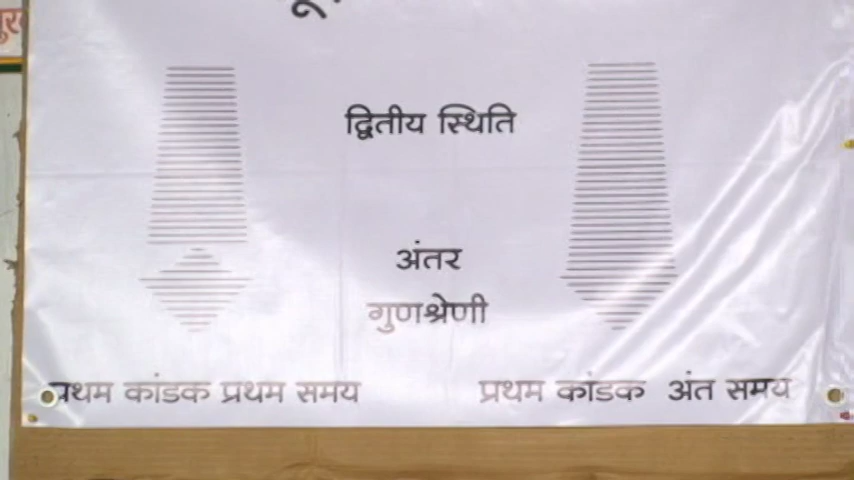 द्वितीय स्थिति
अंतर
गुणश्रेणी
प्रथम कांडक प्रथम समय
प्रथम कांडक अंत समय